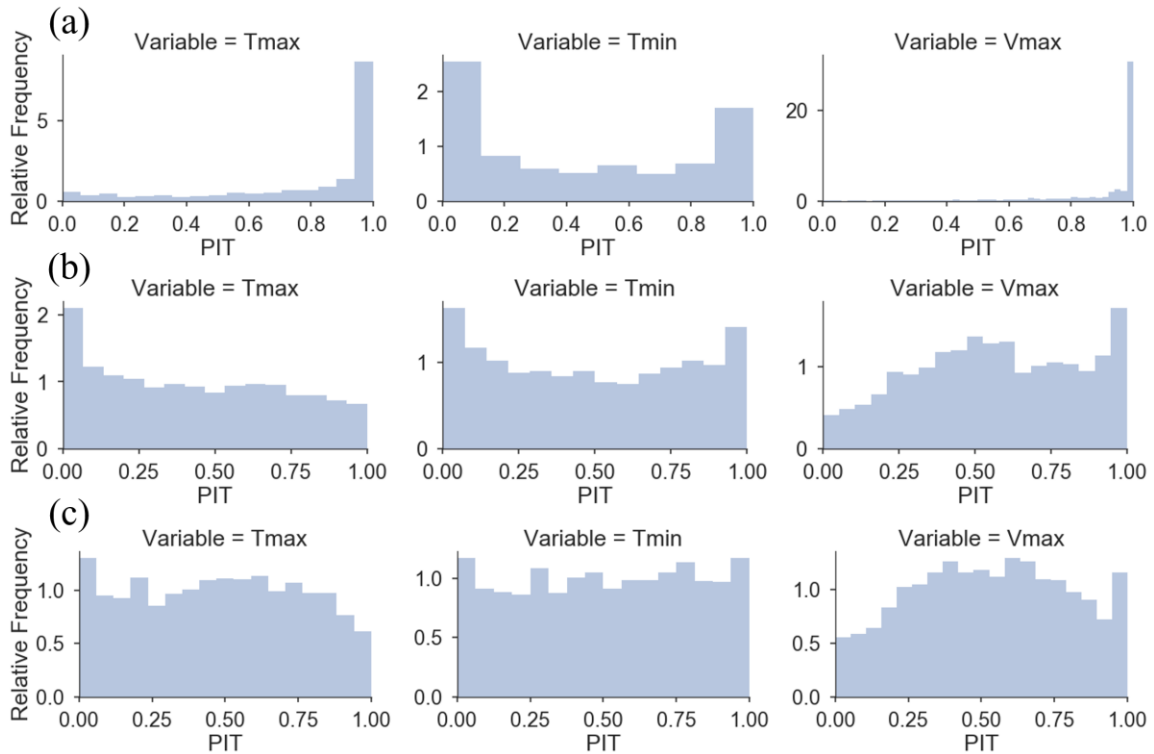 (a)
Variable = Tmax Variable = Tmin Variable = Vmax
Relative Frequency
5
0
0.0 0.2 0.4 0.6 0.8 1.0
PIT
2
1
0
0.0 0.2 0.4 0.6 0.8 1.0
PIT
20
0
0.0 0.2 0.4 0.6 0.8 1.0
PIT
(b)
Variable = Tmax Variable = Tmin Variable = Vmax
Relative Frequency
2
1
0
0.00 0.25 0.50 0.75 1.00
PIT
1
0
0.00 0.25 0.50 0.75 1.00
PIT
1
0
0.00 0.25 0.50 0.75 1.00
PIT
(c)
Variable = Tmax Variable = Tmin Variable = Vmax
Relative Frequency
1.0
0.5
0.0
0.00 0.25 0.50 0.75 1.00
PIT
1.0
0.5
0.0
0.00 0.25 0.50 0.75 1.00
PIT
1.0
0.5
0.0
0.00 0.25 0.50 0.75 1.00
PIT